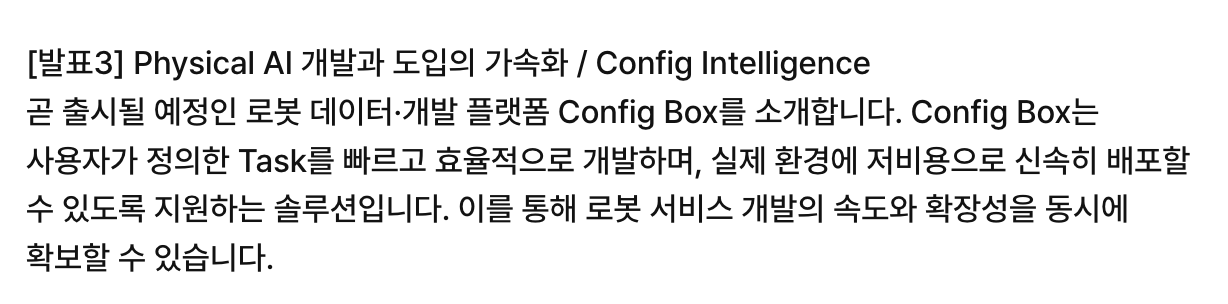 [발표3] Physical AI 개발과 도입의 가속화 / Config Intelligence
곧 출시될 예정인 로봇 데이터·개발 플랫폼 Config Box를 소개합니다. Config Box는
사용자가 정의한 Task를 빠르고 효율적으로 개발하며, 실제 환경에 저비용으로 신속히 배포할
수 있도록 지원하는 솔루션입니다. 이를 통해 로봇 서비스 개발의 속도와 확장성을 동시에
확보할 수 있습니다.